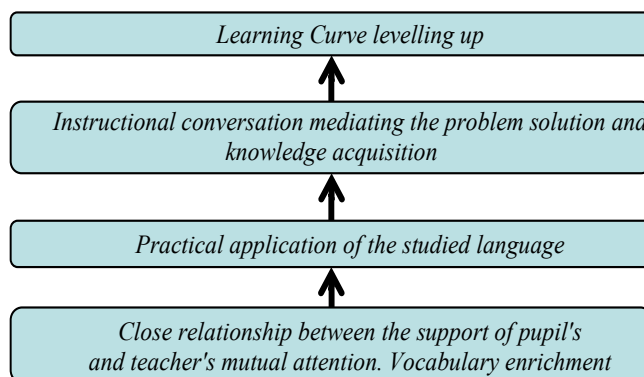 Learning Curve levelling up
Instructional conversation mediating the problem solution and
knowledge acquisition
Practical application of the studied language
Close relationship between the support of pupil's
and teacher's mutual attention. Vocabulary enrichment